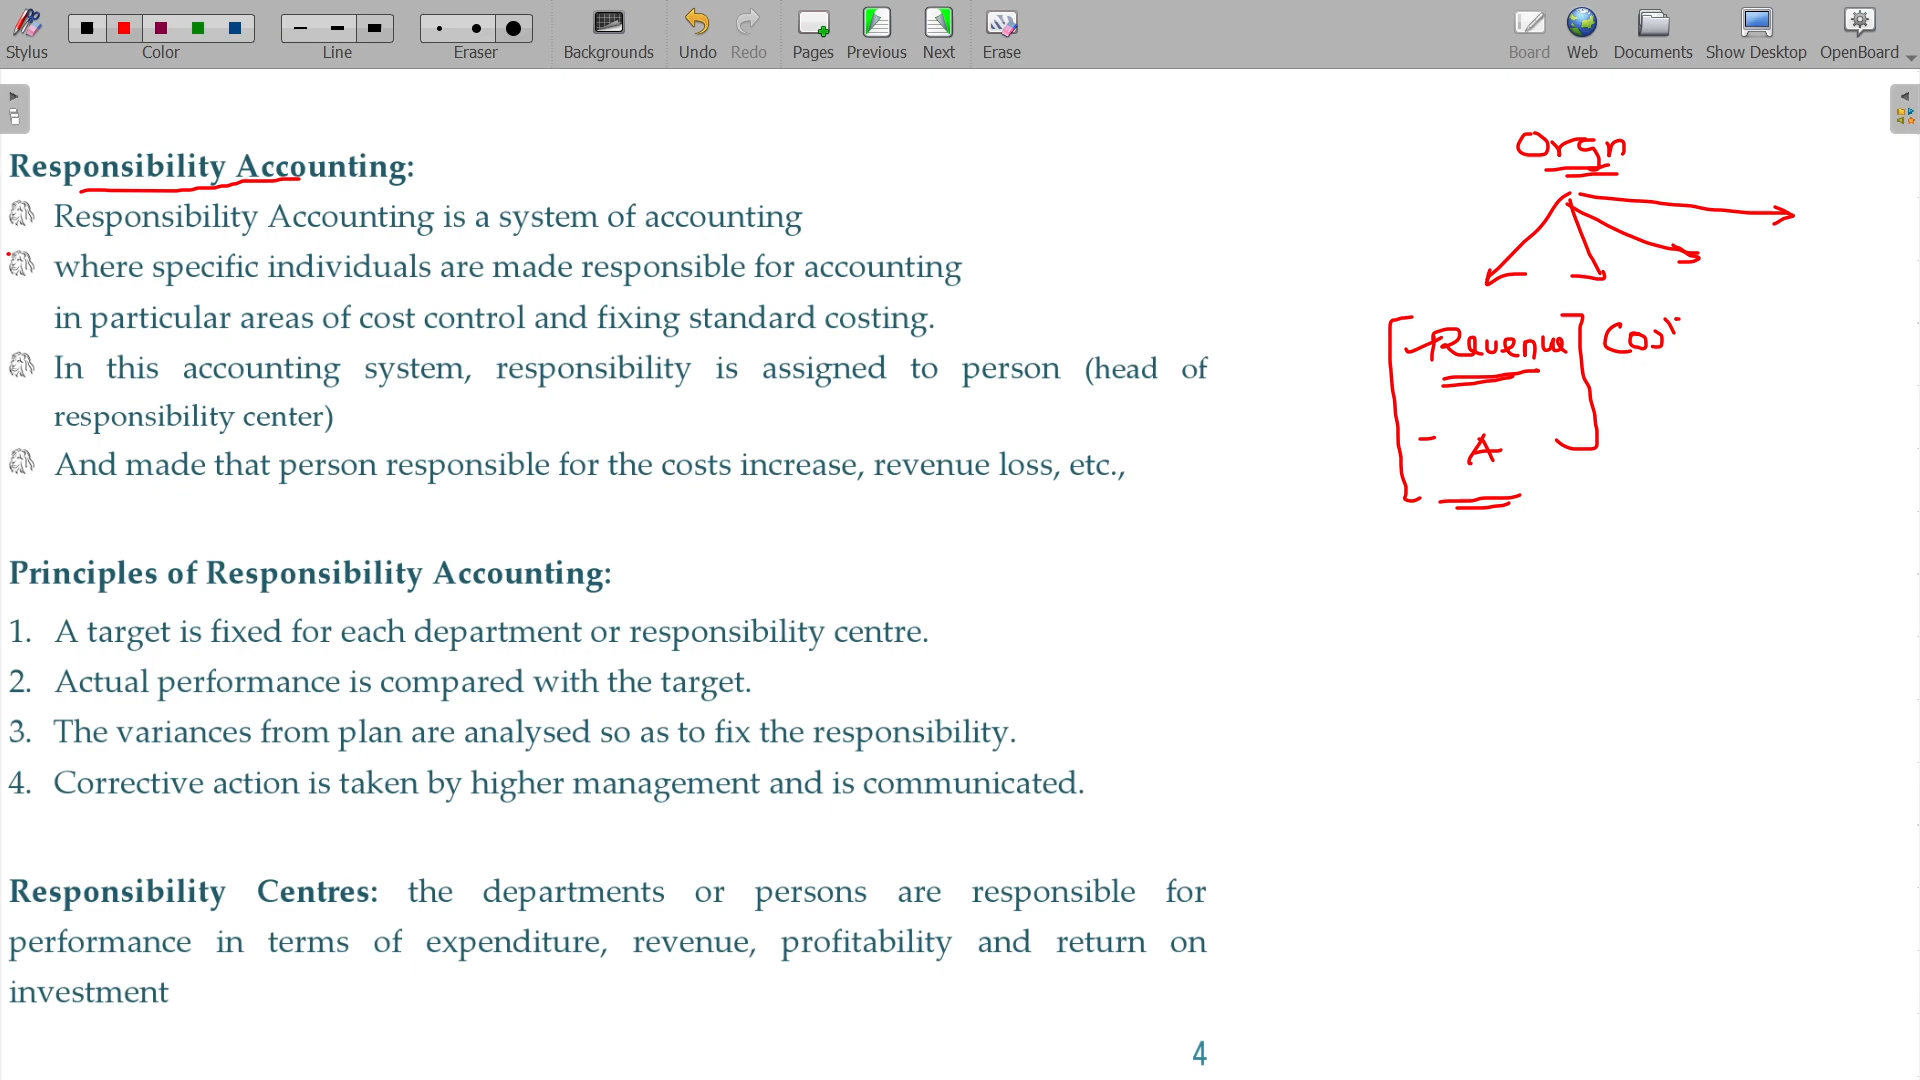 Stylus Color Line Eraser Backgrounds Undo Redo Pages Previous Next Erase Board Web Documents Show Desktop OpenBoard
Responsibility Accounting:
Responsibility Accounting is a system of accounting
where specific individuals are made responsible for accounting
in particular areas of cost control and fixing standard costing.
In this accounting system, responsibility is assigned to person (head of
responsibility center)
And made that person responsible for the costs increase, revenue loss, etc.,
Principles of Responsibility Accounting:
1. A target is fixed for each department or responsibility centre.
2. Actual performance is compared with the target.
3. The variances from plan are analysed so as to fix the responsibility.
4. Corrective action is taken by higher management and is communicated.
Responsibility Centres: the departments or persons are responsible for
performance in terms of expenditure, revenue, profitability and return on
investment
4
Orgn
Revenue Cost
- A